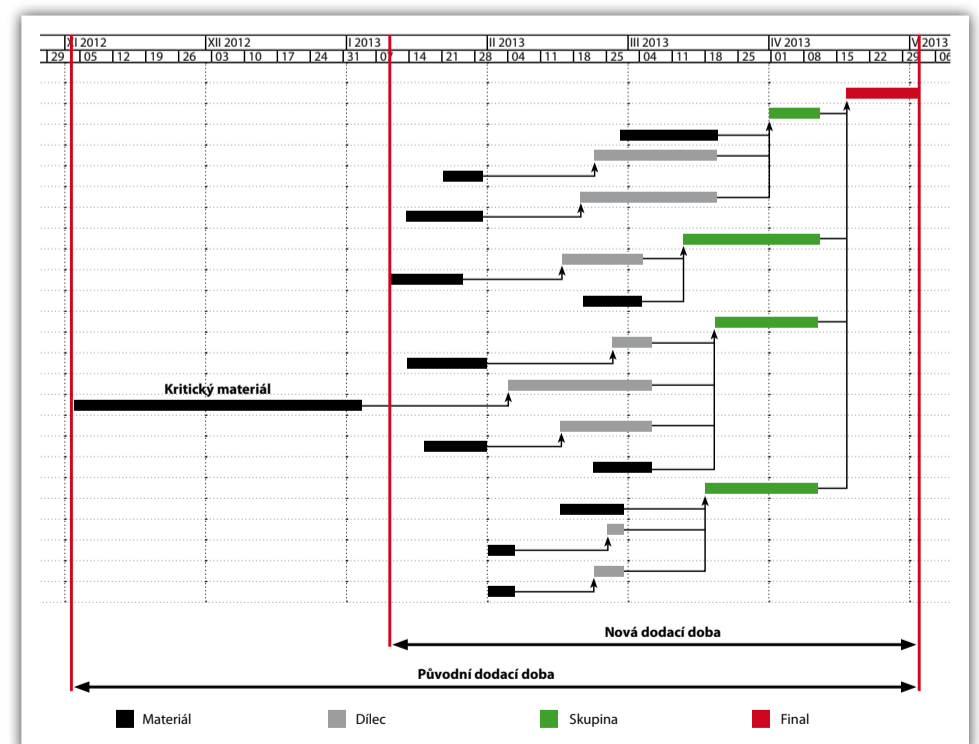 XI 2012 XII 2012 I 2013 II 2013 III 2013 IV 2013 V 2013
29 05 12 19 26 03 10 17 24 31 07 14 21 28 04 11 18 25 04 11 18 25 01 08 15 22 29 06
Kritický materiál
Nová dodací doba
Původní dodací doba
Materiál Dílec Skupina Final